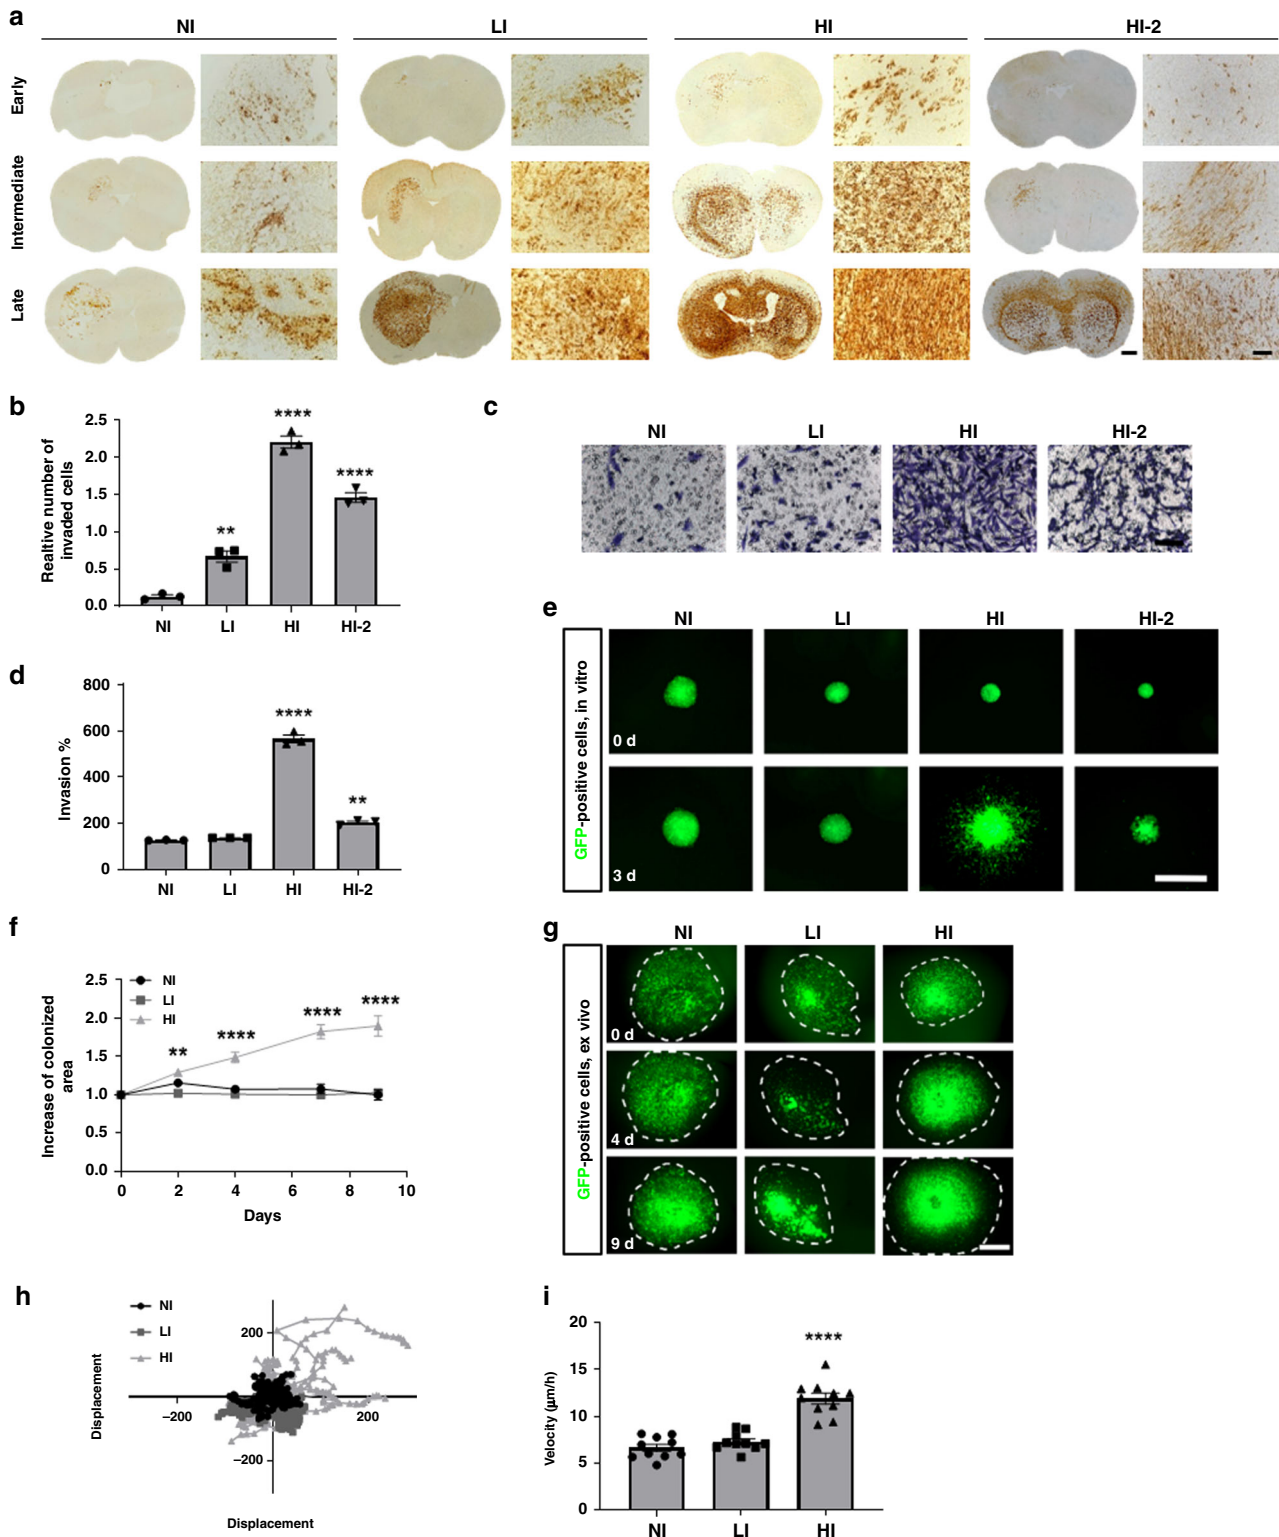 a
NI LI HI HI-2
Early
Intermediate
Late
b
Realtive number of
invaded cells
2.5
2.0
1.5
1.0
0.5
0.0
**
****
****
NI LI HI HI-2
c
NI LI HI HI-2
d
Invasion %
800
600
400
200
0
****
**
NI LI HI HI-2
e
NI LI HI HI-2
GFP-positive cells, in vitro
0 d
3 d
f
Increase of colonized
area
2.5
2.0
1.5
1.0
0.5
0.0
NI
LI
HI
**
****
****
****
0 2 4 6 8 10
Days
g
NI LI HI
GFP-positive cells, ex vivo
0 d
4 d
9 d
h
NI
LI
HI
Displacement
200
−200
−200 200
Displacement
i
Velocity (μm/h)
20
15
10
5
0
****
NI LI HI